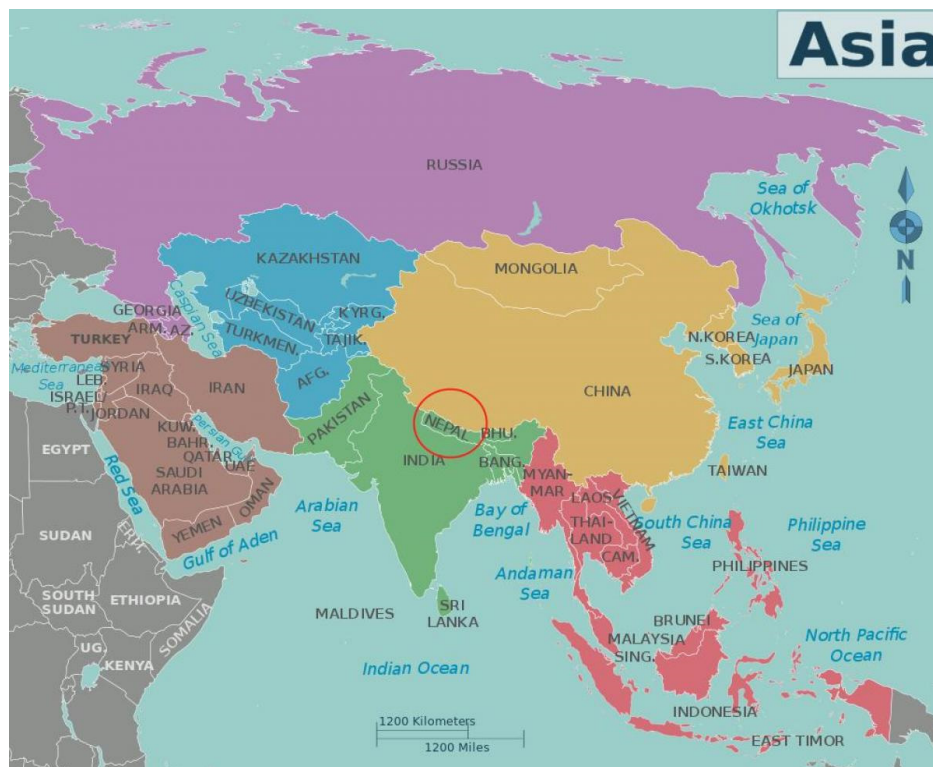 Asia
RUSSIA
Sea of
Okhotsk
KAZAKHSTAN
MONGOLIA
UZBEKISTAN
KYRG.
Caspian Sea
GEORGIA
ARM.
AZ.
TURKMEN.
TAJIK.
N.KOREA
S.KOREA
Sea of
Japan
JAPAN
TURKEY
Mediterranean
Sea
SYRIA
LEB.
ISRAEL/
P.T.
JORDAN
IRAQ
IRAN
AFG.
CHINA
PAKISTAN
NEPAL
BHU.
East China
Sea
KUW.
BAHR.
QATAR
UAE
Persian Gulf
EGYPT
Red Sea
SAUDI
ARABIA
OMAN
INDIA
BANG.
MYAN-
MAR
TAIWAN
LAOS
VIETNAM
Arabian
Sea
Bay of
Bengal
THAI-
LAND
CAM.
South China
Sea
Philippine
Sea
SUDAN
ERI.
YEMEN
Gulf of Aden
PHILIPPINES
Andaman
Sea
SOUTH
SUDAN
ETHIOPIA
SOMALIA
MALDIVES
SRI
LANKA
BRUNEI
MALAYSIA
SING.
North Pacific
Ocean
UG.
KENYA
Indian Ocean
INDONESIA
EAST TIMOR
1200 Kilometers
1200 Miles
N